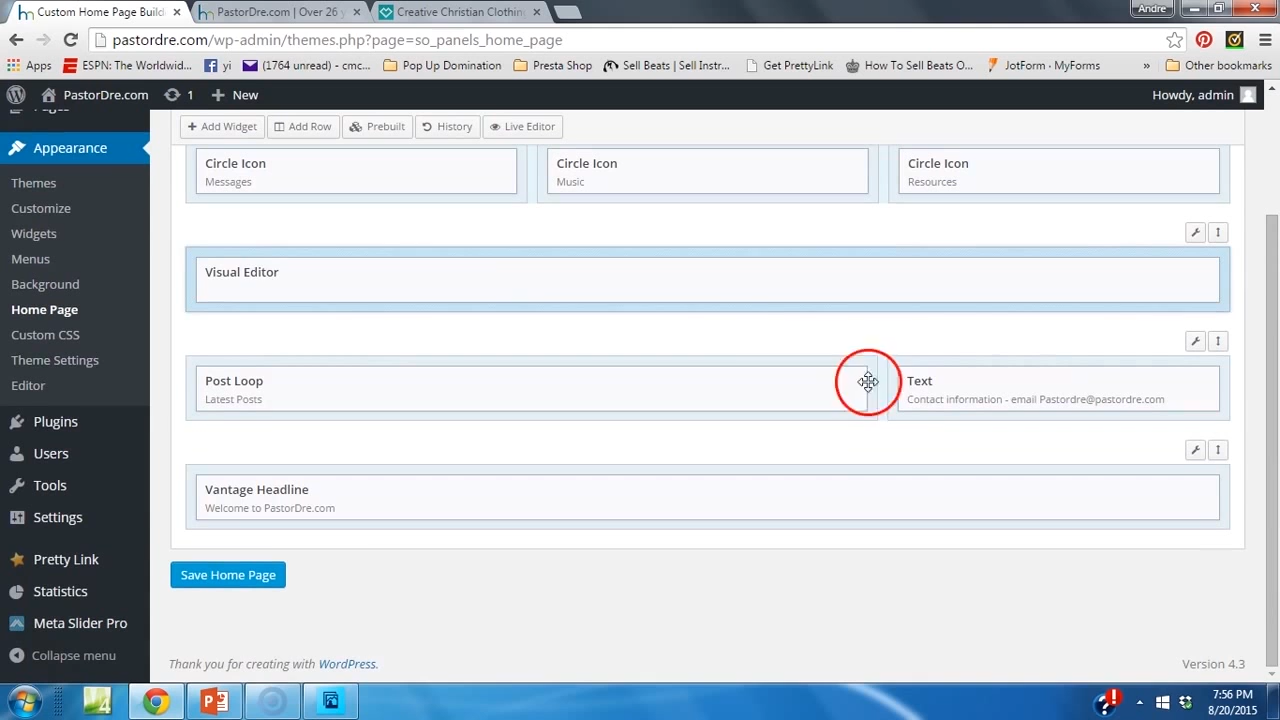 Custom Home Page Build
PastorDre.com | Over 26 y
Creative Christian Clothin
Andre
pastordre.com/wp-admin/themes.php?page=so_panels_home_page
Apps
ESPN: The Worldwid...
yi
(1764 unread) - cmc...
Pop Up Domination
Presta Shop
Sell Beats | Sell Instr...
Get PrettyLink
How To Sell Beats O...
JotForm · MyForms
»
Other bookmarks
PastorDre.com
1
New
Howdy, admin
Appearance
Themes
Customize
Widgets
Menus
Background
Home Page
Custom CSS
Theme Settings
Editor
Plugins
Users
Tools
Settings
Pretty Link
Statistics
Meta Slider Pro
Collapse menu
Add Widget
Add Row
Prebuilt
History
Live Editor
Circle Icon
Messages
Circle Icon
Music
Circle Icon
Resources
Visual Editor
Post Loop
Latest Posts
Text
Contact information - email Pastordre@pastordre.com
Vantage Headline
Welcome to PastorDre.com
Save Home Page
Thank you for creating with WordPress.
Version 4.3
7:56 PM
8/20/2015